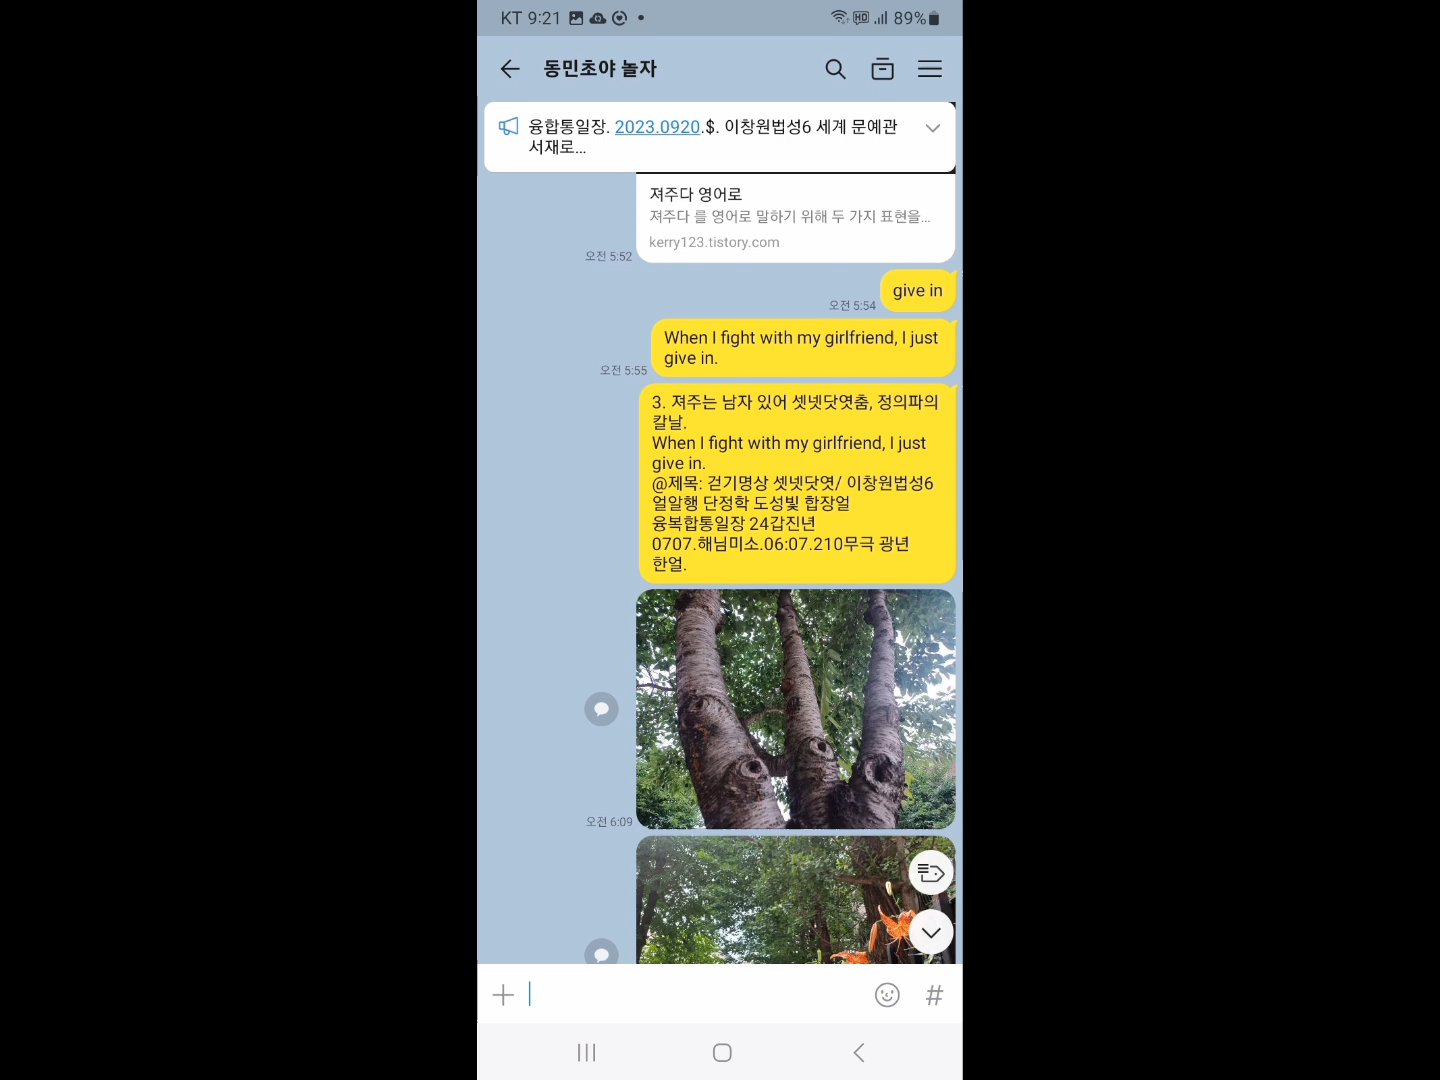 KT 9:21
HD
89%
동민초야 놀자
융합통일장. 2023.0920.$. 이창원법성6 세계 문예관
서재로...
져주다 영어로
져주다 를 영어로 말하기 위해 두 가지 표현을...
kerry123.tistory.com
오전 5:52
give in
오전 5:54
When I fight with my girlfriend, I just
give in.
오전 5:55
3. 져주는 남자 있어 셋넷닷엿춤, 정의파의
칼날.
When I fight with my girlfriend, I just
give in.
@제목: 걷기명상 셋넷닷엿/ 이창원법성6
얼알행 단정학 도성빛 합장얼
융복합통일장 24갑진년
0707.해님미소.06:07.210무극 광년
한얼.
오전 6:09
#